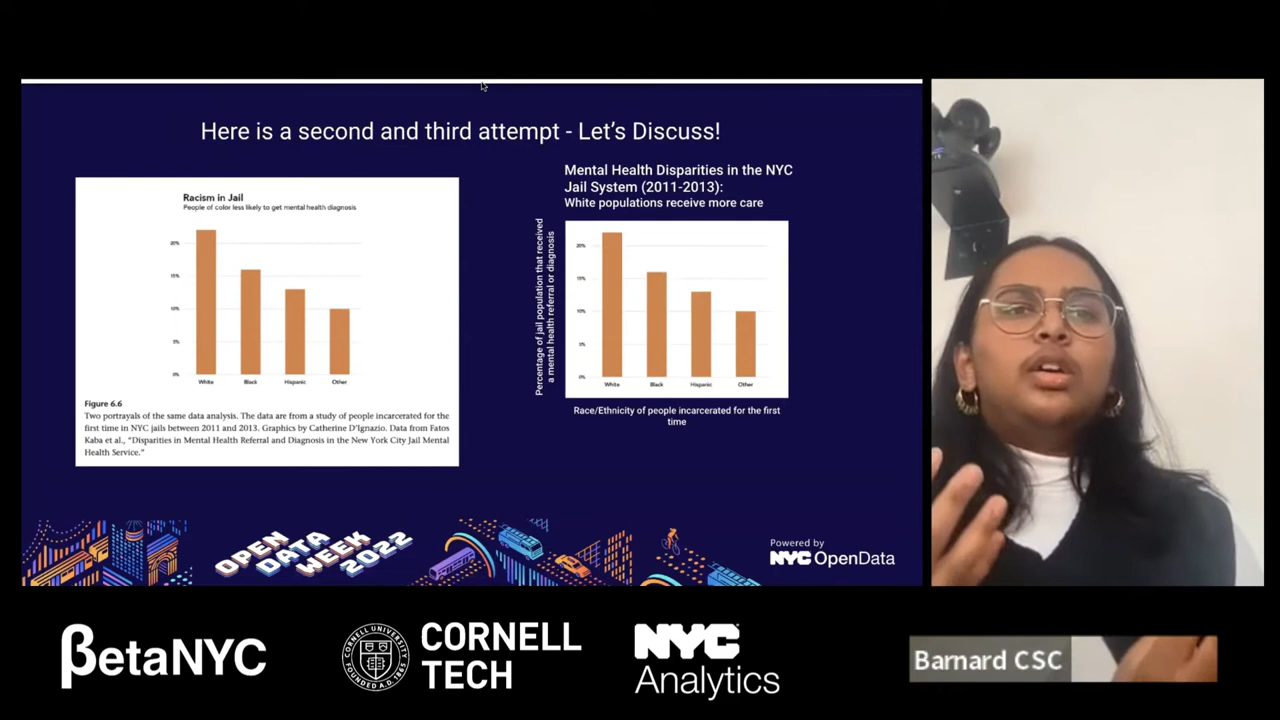 Here is a second and third attempt - Let's Discuss!
Racism in Jail
People of color less likely to get mental health diagnosis
20%
15%
10%
5%
0%
White Black Hispanic Other
Figure 6.6
Two portrayals of the same data analysis. The data are from a study of people incarcerated for the
first time in NYC jails between 2011 and 2013. Graphics by Catherine D'Ignazio. Data from Fatos
Kaba et al., "Disparities in Mental Health Referral and Diagnosis in the New York City Jail Mental
Health Service."
Mental Health Disparities in the NYC
Jail System (2011-2013):
White populations receive more care
Percentage of jail population that received
a mental health referral or diagnosis
20%
15%
10%
5%
0%
White Black Hispanic Other
Race/Ethnicity of people incarcerated for the first
time
OPEN
DATA
WEEK
2022
Powered by
NYC OpenData
βetaNYC
CORNELL
TECH
CORNELL UNIVERSITY
FOUNDED A.D. 1865
NYC
Analytics
Barnard CSC